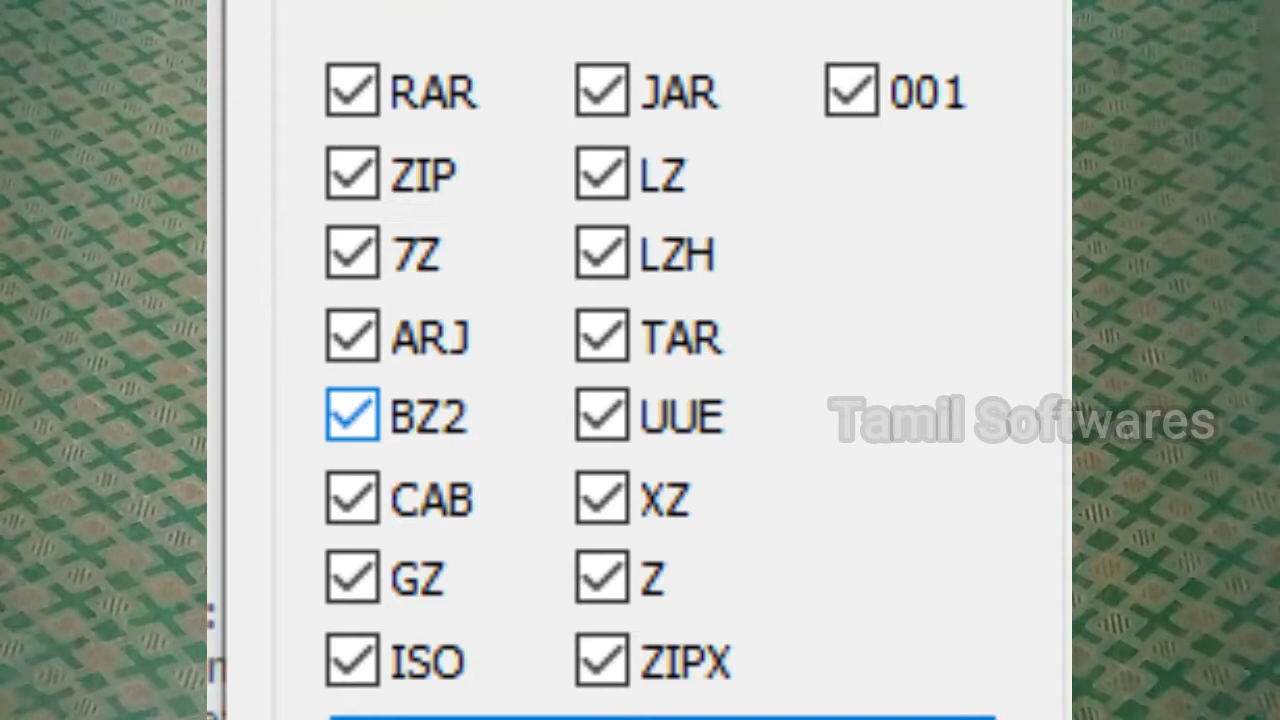 RAR JAR 001
ZIP LZ
7Z LZH
ARJ TAR
BZ2 UUE
Tamil Softwares
CAB XZ
GZ Z
ISO ZIPX